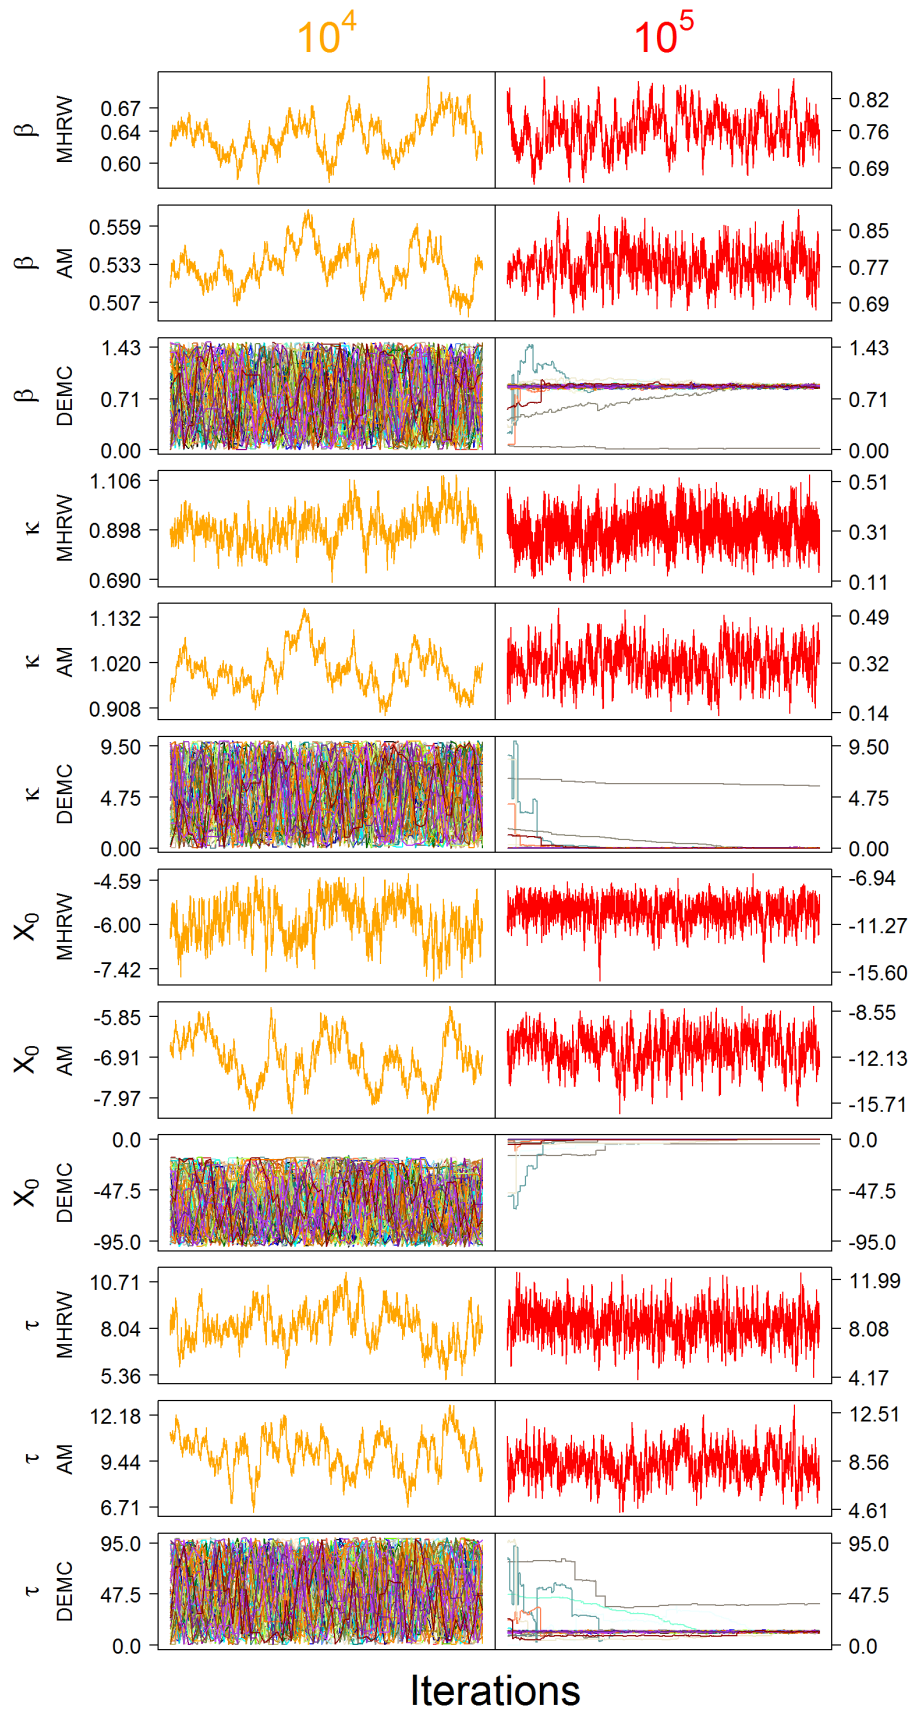 10^4 10^5
β MHRW 0.67 0.64 0.60 0.82 0.76 0.69
β AM 0.559 0.533 0.507 0.85 0.77 0.69
β DEMC 1.43 0.71 0.00 1.43 0.71 0.00
κ MHRW 1.106 0.898 0.690 0.51 0.31 0.11
κ AM 1.132 1.020 0.908 0.49 0.32 0.14
κ DEMC 9.50 4.75 0.00 9.50 4.75 0.00
X₀ MHRW -4.59 -6.00 -7.42 -6.94 -11.27 -15.60
X₀ AM -5.85 -6.91 -7.97 -8.55 -12.13 -15.71
X₀ DEMC 0.0 -47.5 -95.0 0.0 -47.5 -95.0
τ MHRW 10.71 8.04 5.36 11.99 8.08 4.17
τ AM 12.18 9.44 6.71 12.51 8.56 4.61
τ DEMC 95.0 47.5 0.0 95.0 47.5 0.0
Iterations